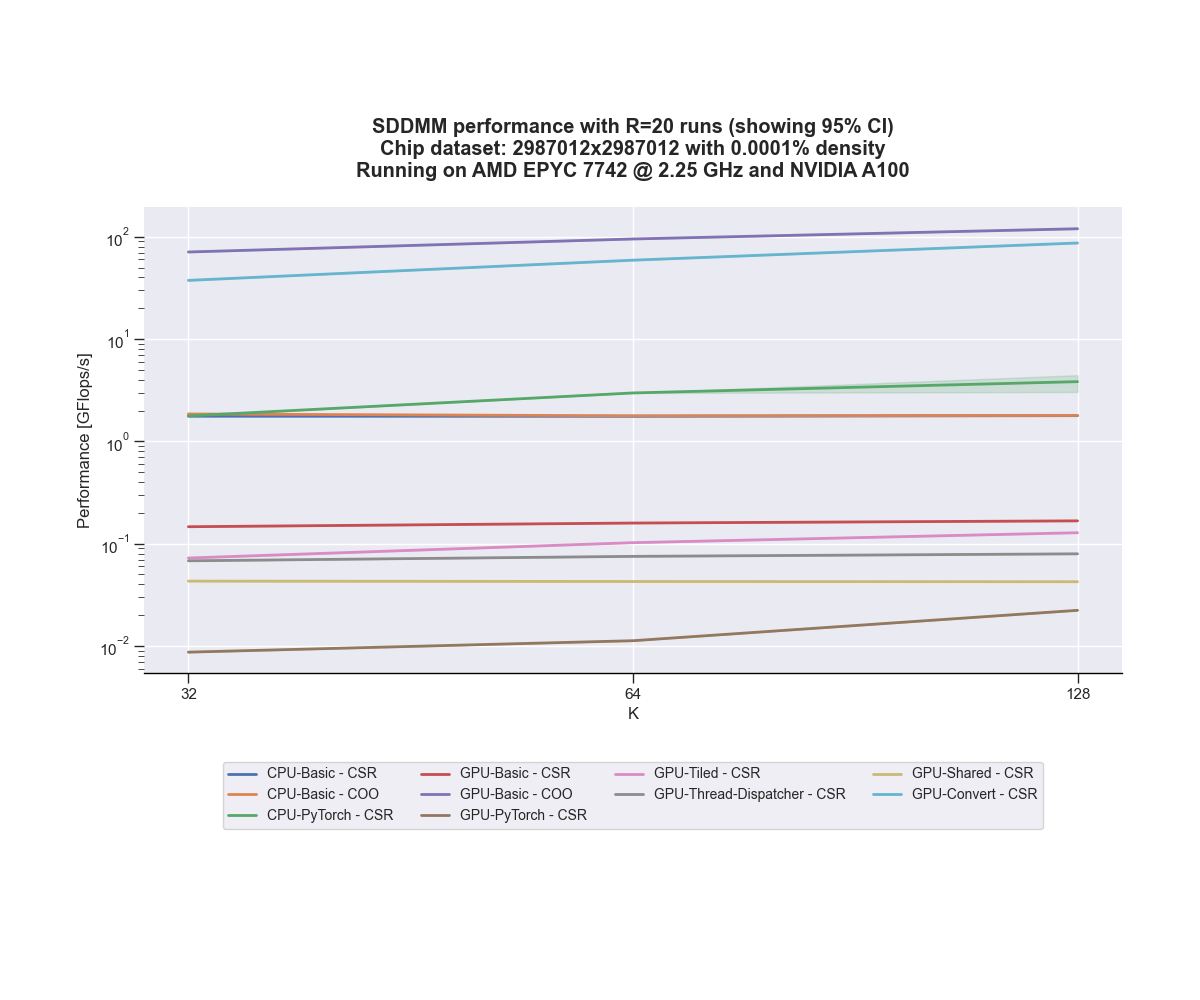 SDDMM performance with R=20 runs (showing 95% CI)
Chip dataset: 2987012x2987012 with 0.0001% density
Running on AMD EPYC 7742 @ 2.25 GHz and NVIDIA A100
Performance [GFlops/s]
10^2
10^1
10^0
10^-1
10^-2
32 64 128
K
CPU-Basic - CSR GPU-Basic - CSR GPU-Tiled - CSR GPU-Shared - CSR
CPU-Basic - COO GPU-Basic - COO GPU-Thread-Dispatcher - CSR GPU-Convert - CSR
CPU-PyTorch - CSR GPU-PyTorch - CSR